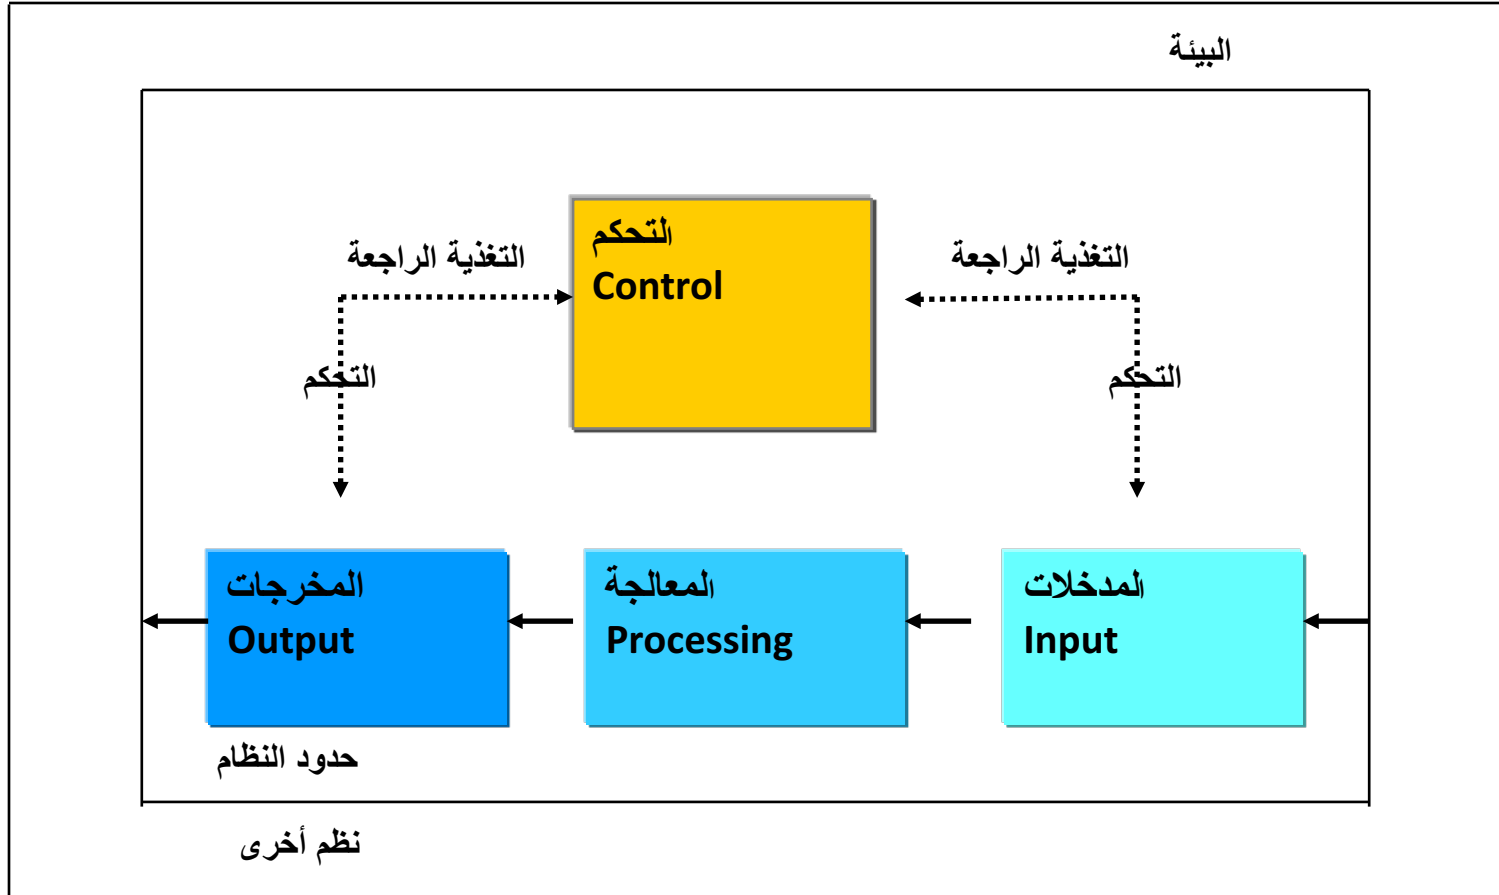 البيئة
التحكم
Control
التغذية الراجعة
التغذية الراجعة
التحكم
التحكم
المدخلات
Input
المعالجة
Processing
المخرجات
Output
حدود النظام
نظم أخرى